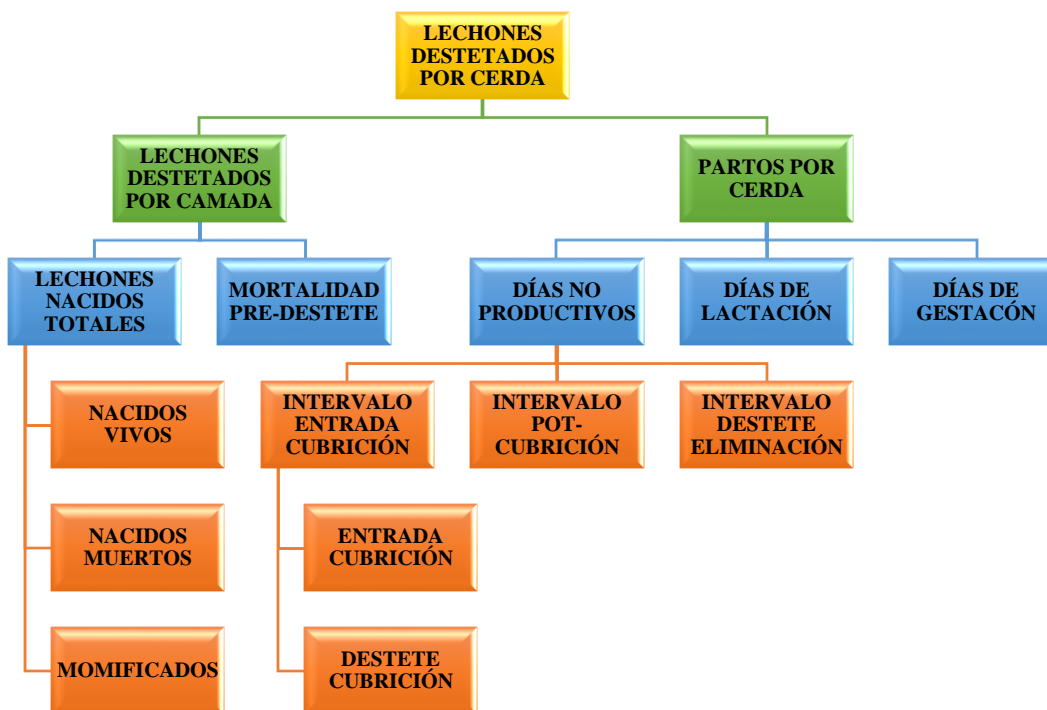 LECHONES
DESTETADOS
POR CERDA
LECHONES
DESTETADOS
POR CAMADA
PARTOS POR
CERDA
LECHONES
NACIDOS
TOTALES
MORTALIDAD
PRE-DESTETE
DÍAS NO
PRODUCTIVOS
DÍAS DE
LACTACIÓN
DÍAS DE
GESTACÓN
NACIDOS
VIVOS
INTERVALO
ENTRADA
CUBRICIÓN
INTERVALO
POT-
CUBRICIÓN
INTERVALO
DESTETE
ELIMINACIÓN
NACIDOS
MUERTOS
ENTRADA
CUBRICIÓN
MOMIFICADOS
DESTETE
CUBRICIÓN